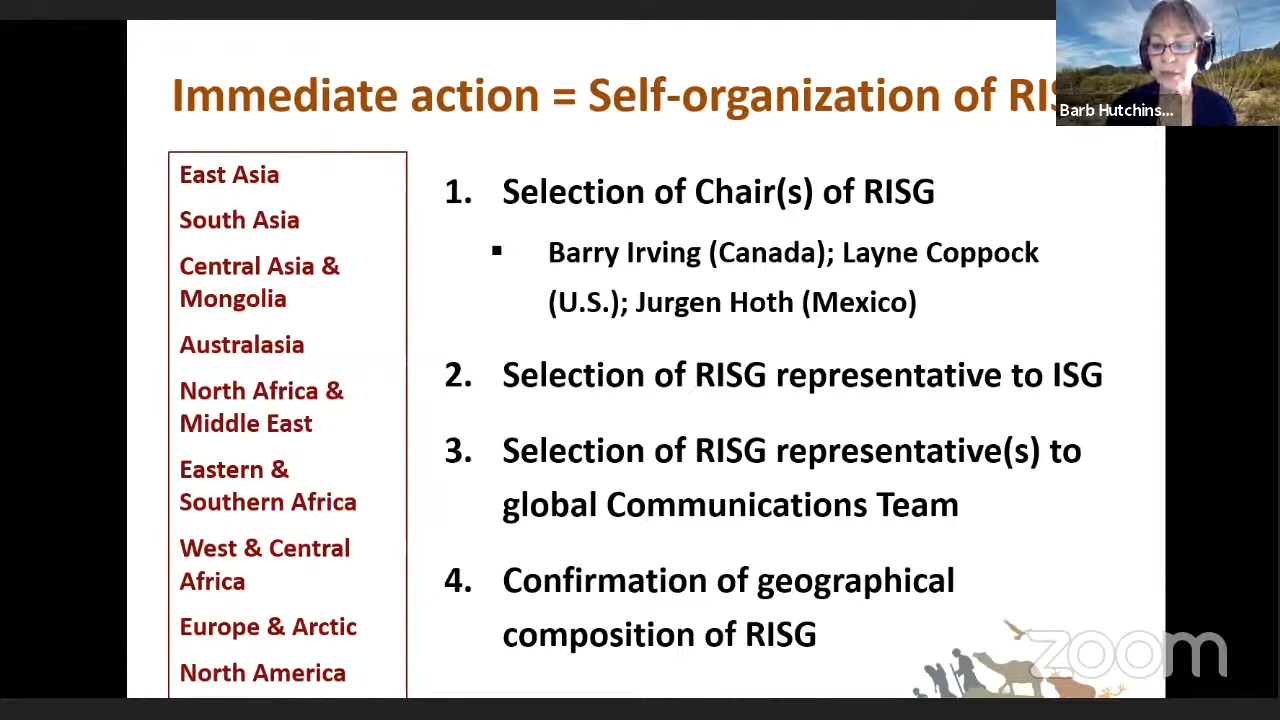 Immediate action = Self-organization of
Barb Hutchins...
East Asia
South Asia
Central Asia &
Mongolia
Australasia
North Africa &
Middle East
Eastern &
Southern Africa
West & Central
Africa
Europe & Arctic
North America
1. Selection of Chair(s) of RISG
▪ Barry Irving (Canada); Layne Coppock
(U.S.); Jurgen Hoth (Mexico)
2. Selection of RISG representative to ISG
3. Selection of RISG representative(s) to
global Communications Team
4. Confirmation of geographical
composition of RISG
zoom